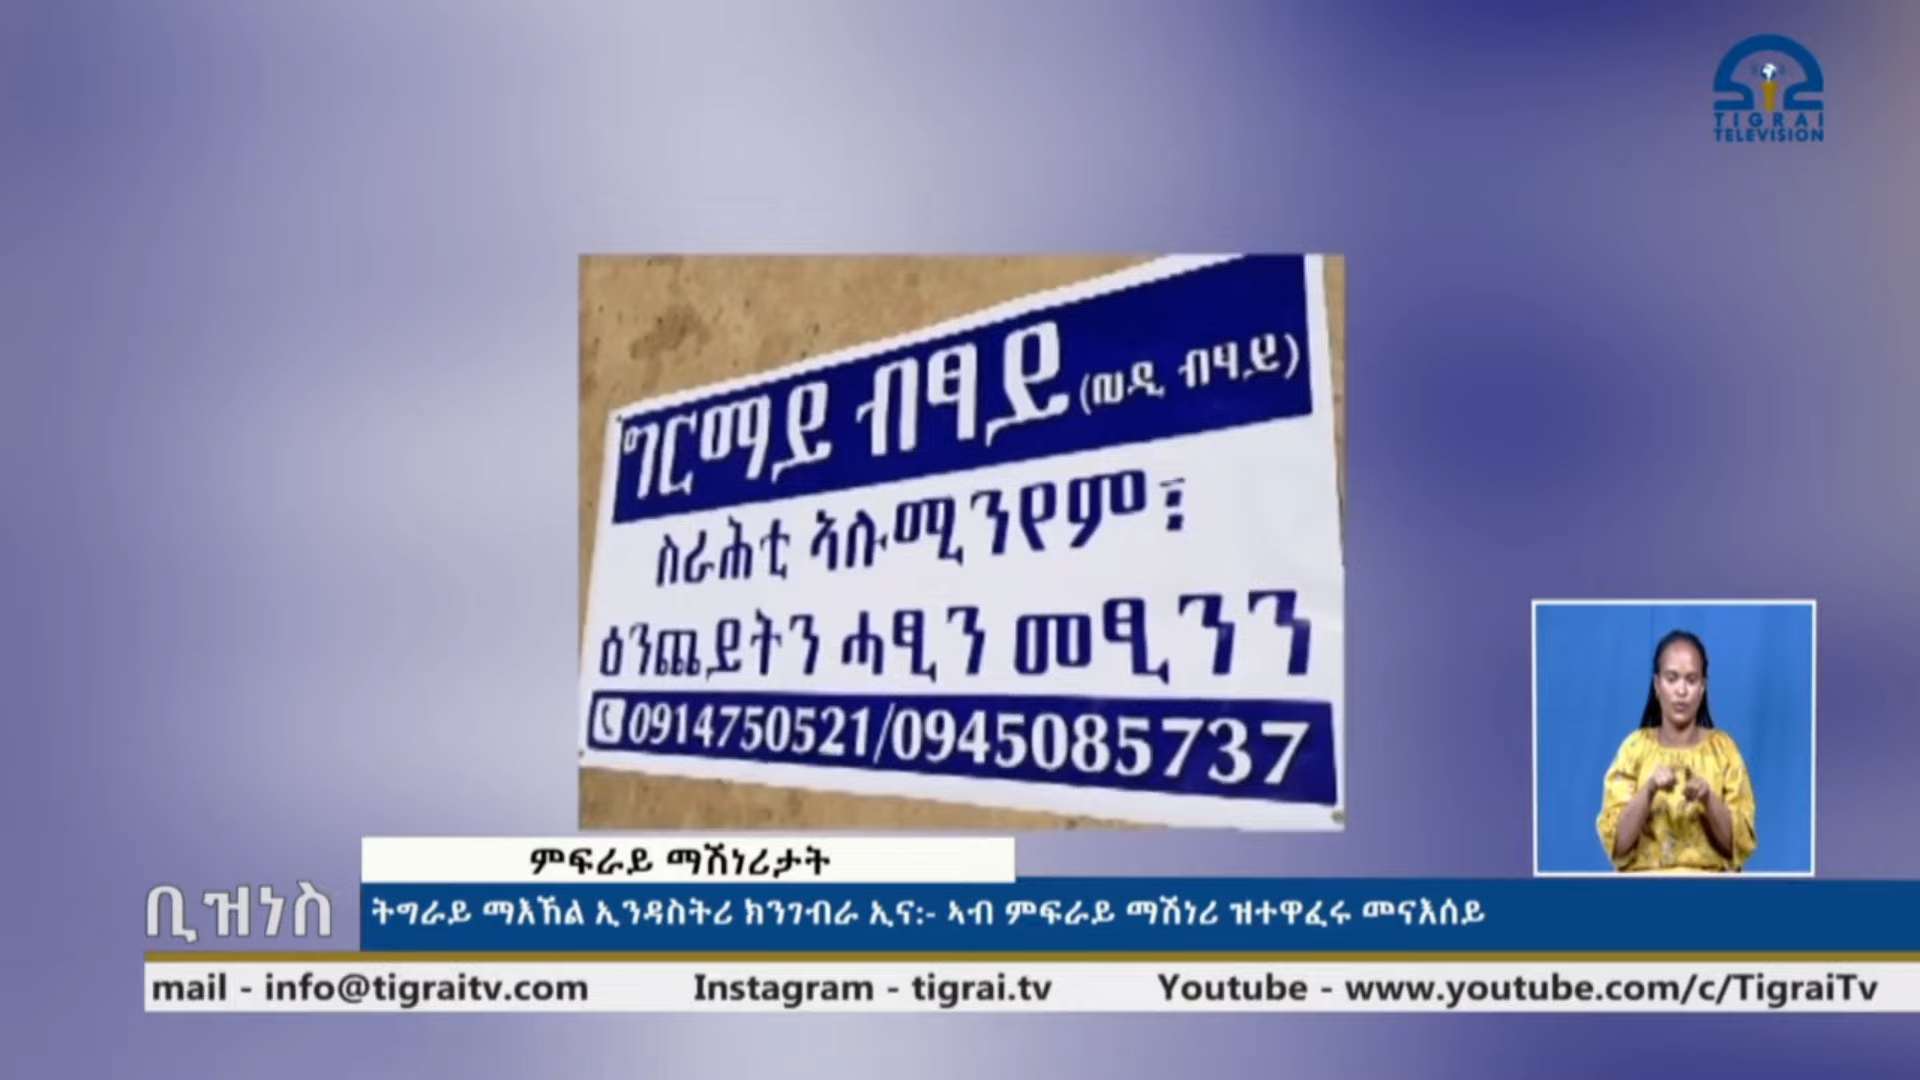 TIGRAI
TELEVISION
ግርማይ ብፃይ (ወዲ ብፃይ)
ስራሕቲ ኣሉሚንየም፣
ዕንጨይትን ሓፂን መፂንን
0914750521/0945085737
ምፍራይ ማሽነሪታት
ቢዝነስ
ትግራይ ማእኸል ኢንዳስትሪ ክንገብራ ኢና:- ኣብ ምፍራይ ማሽነሪ ዝተዋፈሩ መናእሰይ
mail - info@tigraitv.com Instagram - tigrai.tv Youtube - www.youtube.com/c/TigraiTv